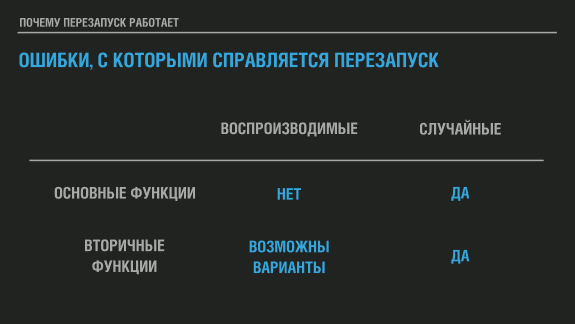 ПОЧЕМУ ПЕРЕЗАПУСК РАБОТАЕТ
ОШИБКИ, С КОТОРЫМИ СПРАВЛЯЕТСЯ ПЕРЕЗАПУСК
ВОСПРОИЗВОДИМЫЕ СЛУЧАЙНЫЕ
ОСНОВНЫЕ ФУНКЦИИ НЕТ ДА
ВТОРИЧНЫЕ ФУНКЦИИ
ВОЗМОЖНЫ ВАРИАНТЫ
ДА